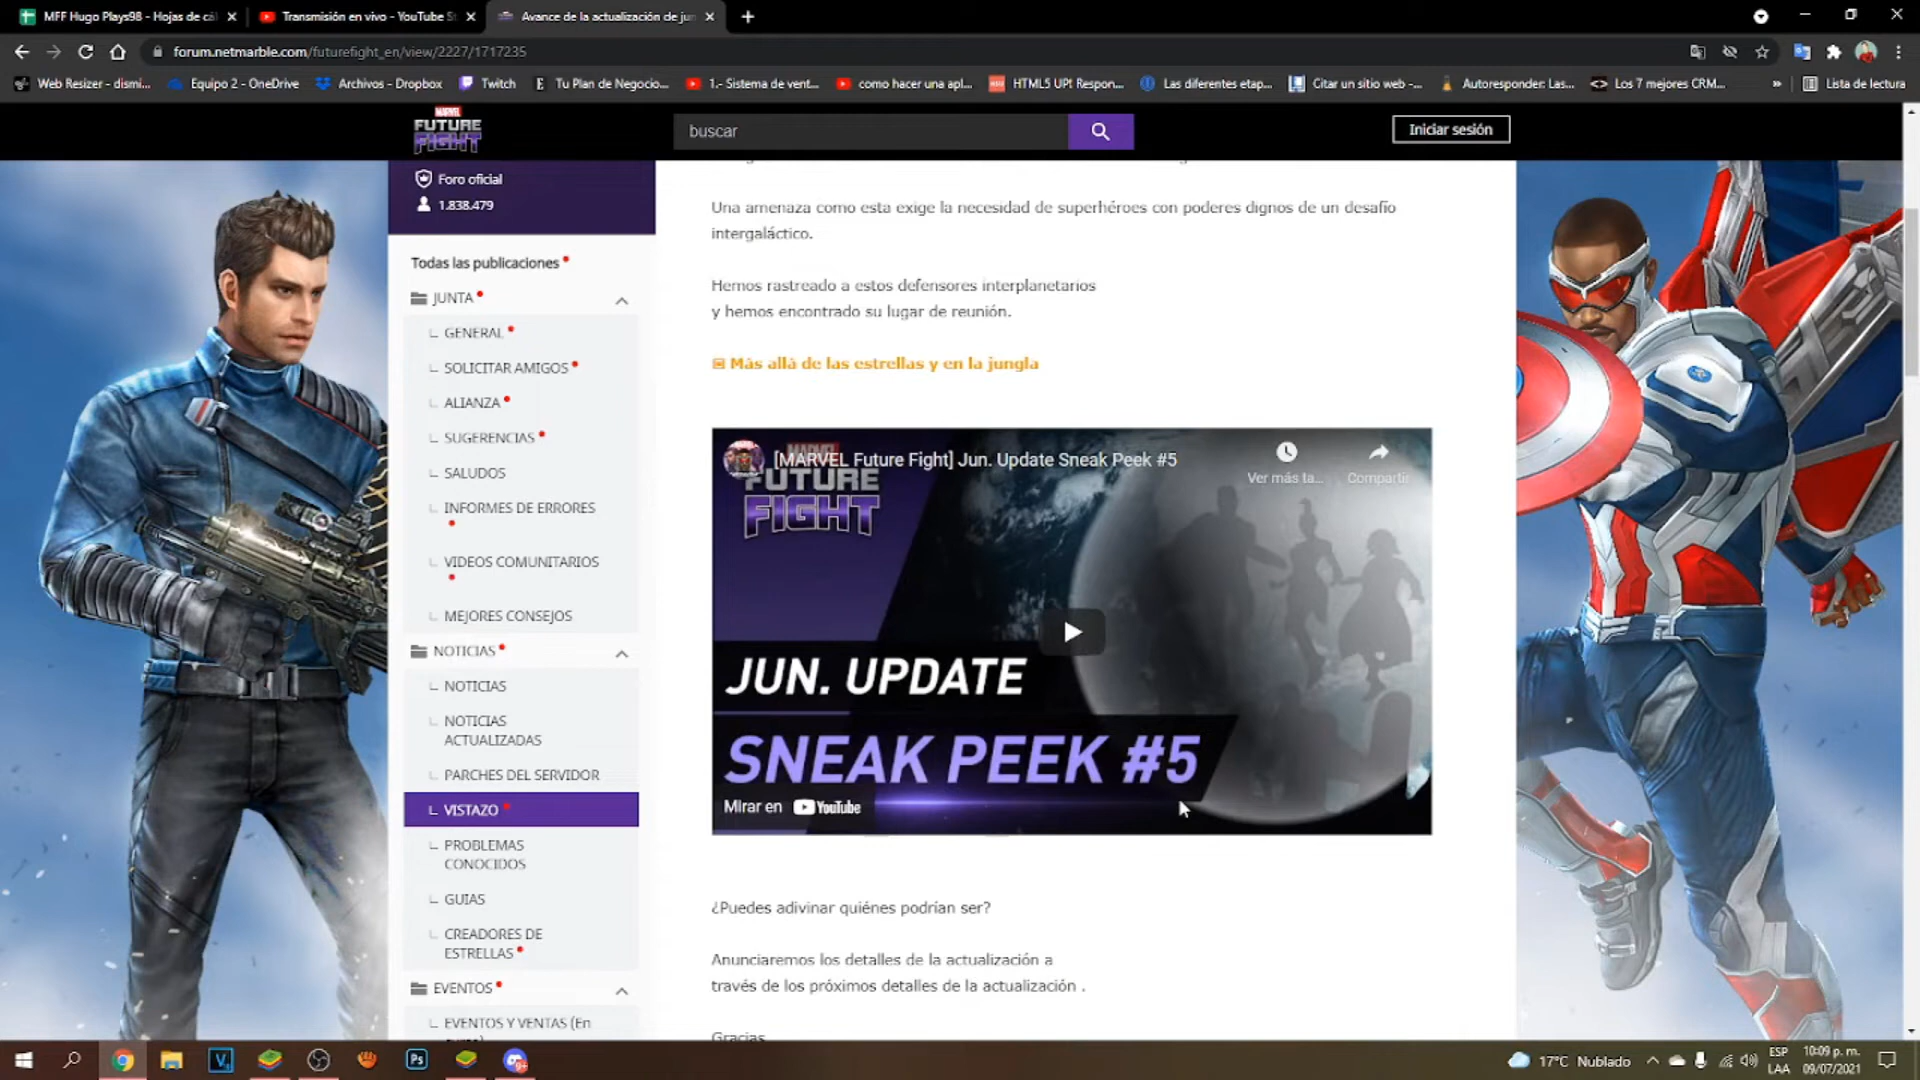 MFF Hugo Plays98 - Hojas de cál
Transmisión en vivo - YouTube St
Avance de la actualización de jun
forum.netmarble.com/futurefight_en/view/2227/1717235
Web Resizer - dismi...
Equipo 2 - OneDrive
Archivos - Dropbox
Twitch
Tu Plan de Negocio...
1.- Sistema de vent...
como hacer una apl...
HTML5 UP! Respon...
Las diferentes etap...
Citar un sitio web -...
Autoresponder: Las...
Los 7 mejores CRM...
»
Lista de lectura
MARVEL
FUTURE
FIGHT
buscar
Iniciar sesión
Foro oficial
1.838.479
Todas las publicaciones
JUNTA
GENERAL
SOLICITAR AMIGOS
ALIANZA
SUGERENCIAS
SALUDOS
INFORMES DE ERRORES
VIDEOS COMUNITARIOS
MEJORES CONSEJOS
NOTICIAS
NOTICIAS
NOTICIAS
ACTUALIZADAS
PARCHES DEL SERVIDOR
VISTAZO
PROBLEMAS
CONOCIDOS
GUIAS
CREADORES DE
ESTRELLAS
EVENTOS
EVENTOS Y VENTAS (En
Una amenaza como esta exige la necesidad de superhéroes con poderes dignos de un desafío
intergaláctico.
Hemos rastreado a estos defensores interplanetarios
y hemos encontrado su lugar de reunión.
Más allá de las estrellas y en la jungla
[MARVEL Future Fight] Jun. Update Sneak Peek #5
Ver más ta...
Compartir
MARVEL
FUTURE
FIGHT
JUN. UPDATE
SNEAK PEEK #5
Mirar en YouTube
¿Puedes adivinar quiénes podrían ser?
Anunciaremos los detalles de la actualización a
través de los próximos detalles de la actualización .
Gracias
17°C Nublado
ESP
LAA
10:09 p. m.
09/07/2021